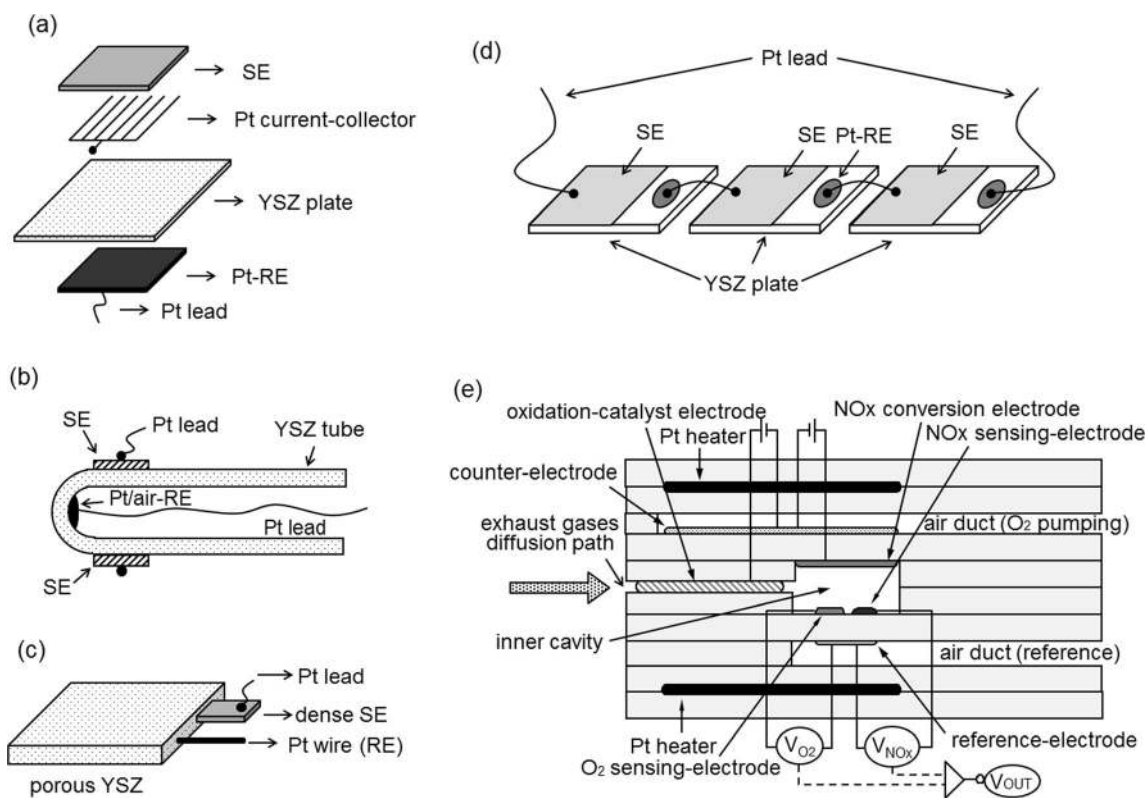 (a)
SE
Pt current-collector
YSZ plate
Pt-RE
Pt lead
(b)
SE
Pt lead
YSZ tube
Pt/air-RE
Pt lead
SE
(c)
Pt lead
dense SE
Pt wire (RE)
porous YSZ
(d)
Pt lead
SE
SE
Pt-RE
SE
YSZ plate
(e)
oxidation-catalyst electrode
NOx conversion electrode
Pt heater
NOx sensing-electrode
counter-electrode
exhaust gases
diffusion path
air duct (O₂ pumping)
inner cavity
air duct (reference)
Pt heater
O₂ sensing-electrode
VO₂
VNOx
reference-electrode
VOUT